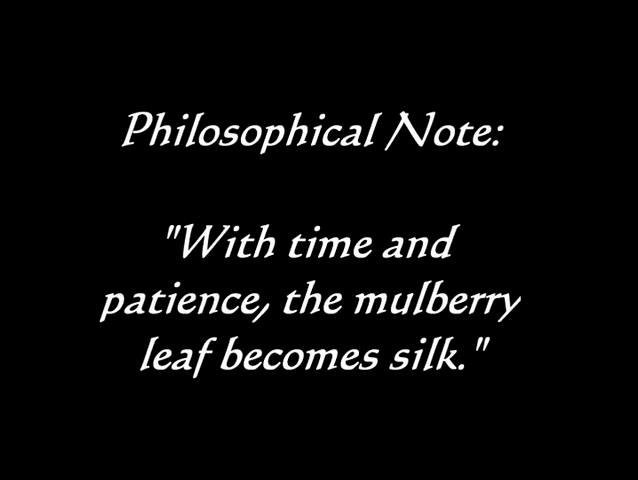 Philosophical Note:
"With time and
patience, the mulberry
leaf becomes silk."